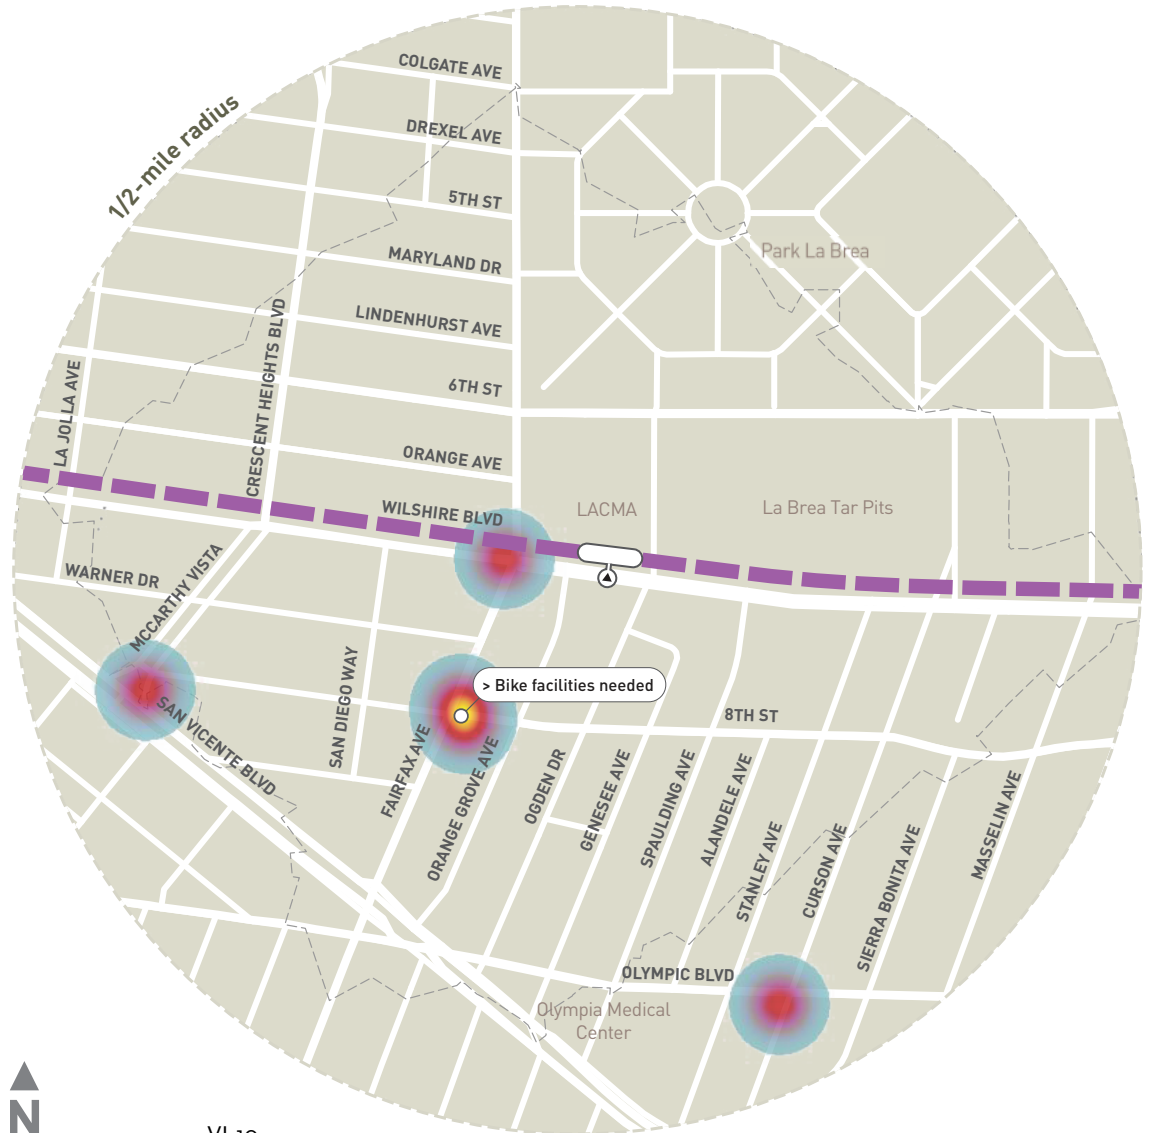 COLGATE AVE
1/2-mile radius
DREXEL AVE
5TH ST
MARYLAND DR
Park La Brea
LINDENHURST AVE
CRESCENT HEIGHTS BLVD
LA JOLLA AVE
6TH ST
ORANGE AVE
WILSHIRE BLVD
LACMA
La Brea Tar Pits
WARNER DR
MCCARTHY VISTA
SAN DIEGO WAY
> Bike facilities needed
SAN VICENTE BLVD
8TH ST
FAIRFAX AVE
ORANGE GROVE AVE
OGDEN DR
GENESEE AVE
SPAULDING AVE
ALANDELE AVE
STANLEY AVE
CURSON AVE
SIERRA BONITA AVE
MASSELIN AVE
OLYMPIC BLVD
Olympia Medical
Center
N